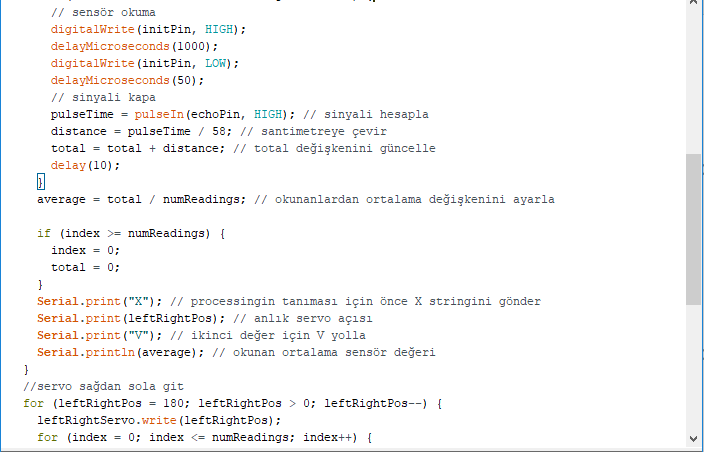 // sensör okuma
digitalWrite(initPin, HIGH);
delayMicroseconds(1000);
digitalWrite(initPin, LOW);
delayMicroseconds(50);
// sinyali kapa
pulseTime = pulseIn(echoPin, HIGH); // sinyali hesapla
distance = pulseTime / 58; // santimetreye çevir
total = total + distance; // total değişkenini güncelle
delay(10);
}
average = total / numReadings; // okunanlardan ortalama değişkenini ayarla
if (index >= numReadings) {
index = 0;
total = 0;
}
Serial.print("X"); // processingin tanıması için önce X stringini gönder
Serial.print(leftRightPos); // anlık servo açısı
Serial.print("V"); // ikinci değer için V yolla
Serial.println(average); // okunan ortalama sensör değeri
}
//servo sağdan sola git
for (leftRightPos = 180; leftRightPos > 0; leftRightPos--) {
leftRightServo.write(leftRightPos);
for (index = 0; index <= numReadings; index++) {